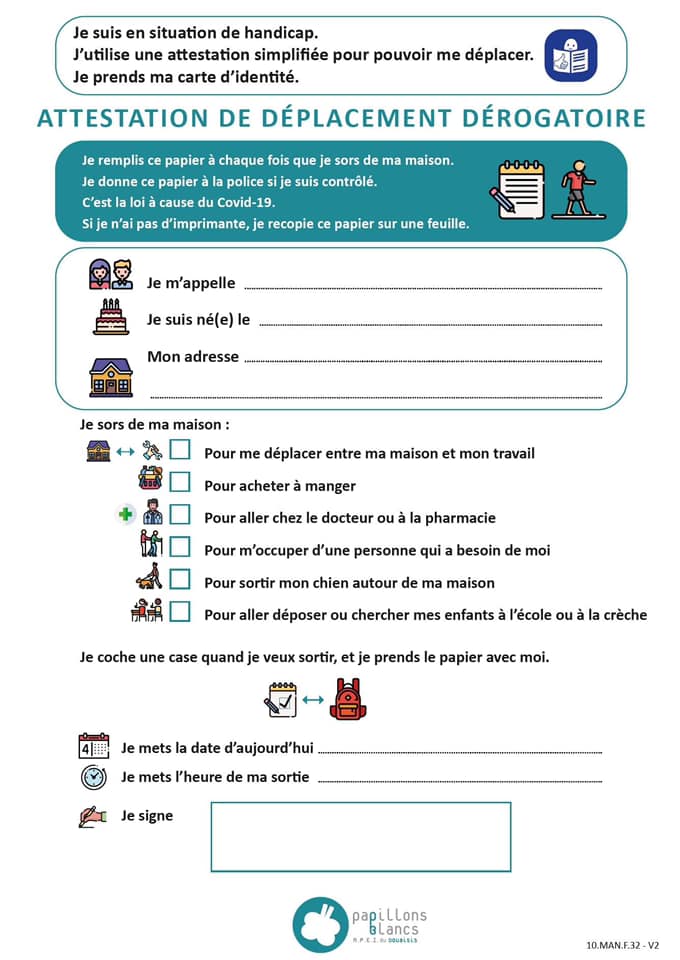 Je suis en situation de handicap.
J'utilise une attestation simplifiée pour pouvoir me déplacer.
Je prends ma carte d'identité.
ATTESTATION DE DÉPLACEMENT DÉROGATOIRE
Je remplis ce papier à chaque fois que je sors de ma maison.
Je donne ce papier à la police si je suis contrôlé.
C'est la loi à cause du Covid-19.
Si je n'ai pas d'imprimante, je recopie ce papier sur une feuille.
Je m'appelle
Je suis né(e) le
Mon adresse
Je sors de ma maison :
Pour me déplacer entre ma maison et mon travail
Pour acheter à manger
Pour aller chez le docteur ou à la pharmacie
Pour m'occuper d'une personne qui a besoin de moi
Pour sortir mon chien autour de ma maison
Pour aller déposer ou chercher mes enfants à l'école ou à la crèche
Je coche une case quand je veux sortir, et je prends le papier avec moi.
4
Je mets la date d'aujourd'hui
Je mets l'heure de ma sortie
Je signe
papillons
blancs
A.P.E.I. du DOUAISIS
10.MAN.F.32 - V2